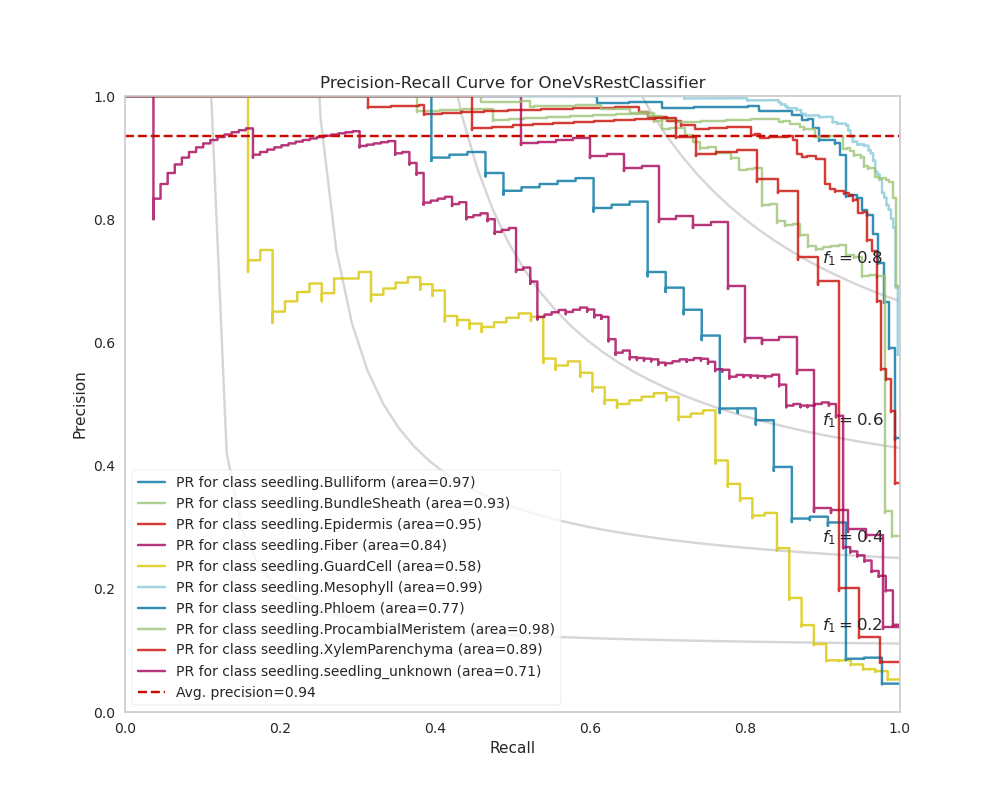 Precision-Recall Curve for OneVsRestClassifier
1.0
0.8
0.6
0.4
0.2
0.0
Precision
f1 = 0.8
f1 = 0.6
f1 = 0.4
f1 = 0.2
PR for class seedling.Bulliform (area=0.97)
PR for class seedling.BundleSheath (area=0.93)
PR for class seedling.Epidermis (area=0.95)
PR for class seedling.Fiber (area=0.84)
PR for class seedling.GuardCell (area=0.58)
PR for class seedling.Mesophyll (area=0.99)
PR for class seedling.Phloem (area=0.77)
PR for class seedling.ProcambialMeristem (area=0.98)
PR for class seedling.XylemParenchyma (area=0.89)
PR for class seedling.seedling_unknown (area=0.71)
Avg. precision=0.94
0.0 0.2 0.4 0.6 0.8 1.0
Recall